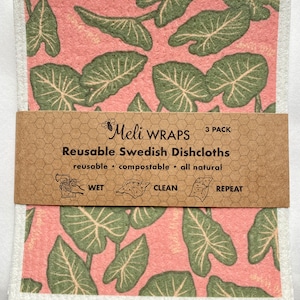 Meli WRAPS 3 PACK
Reusable Swedish Dishcloths
reusable • compostable • all natural
WET CLEAN REPEAT